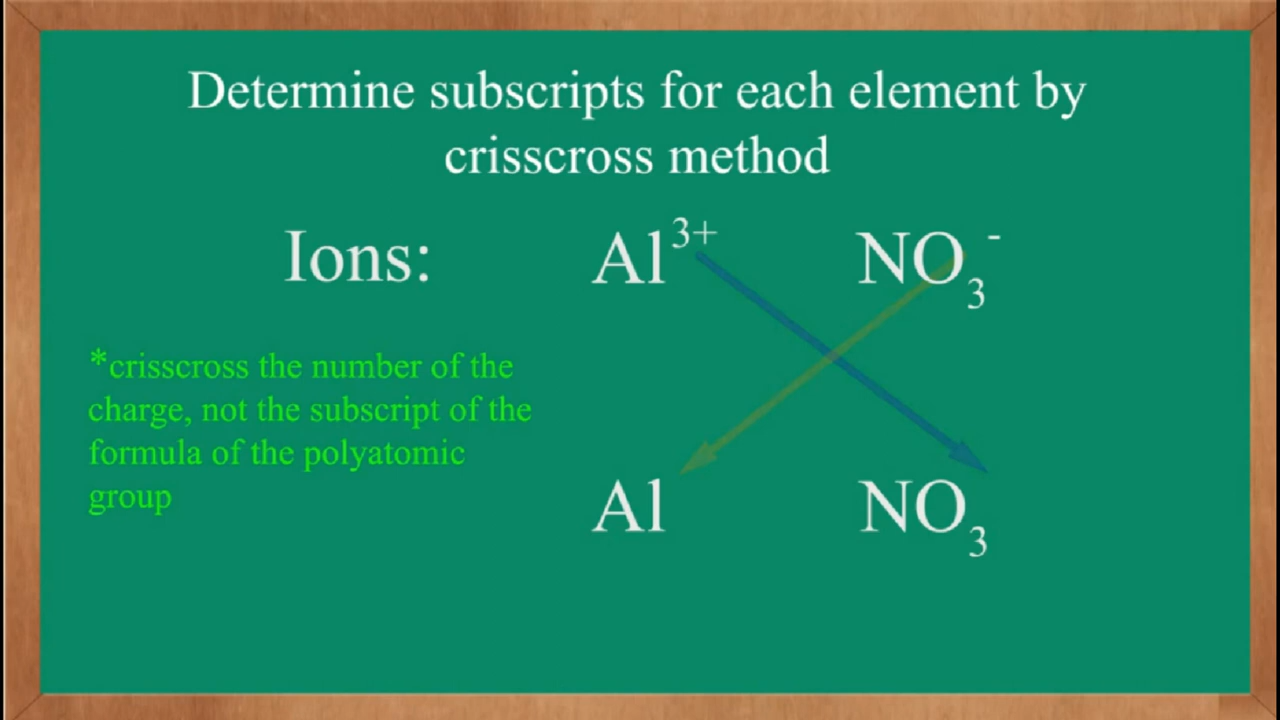 Determine subscripts for each element by
crisscross method
Ions: Al³⁺ NO₃⁻
*crisscross the number of the
charge, not the subscript of the
formula of the polyatomic
group
Al NO₃